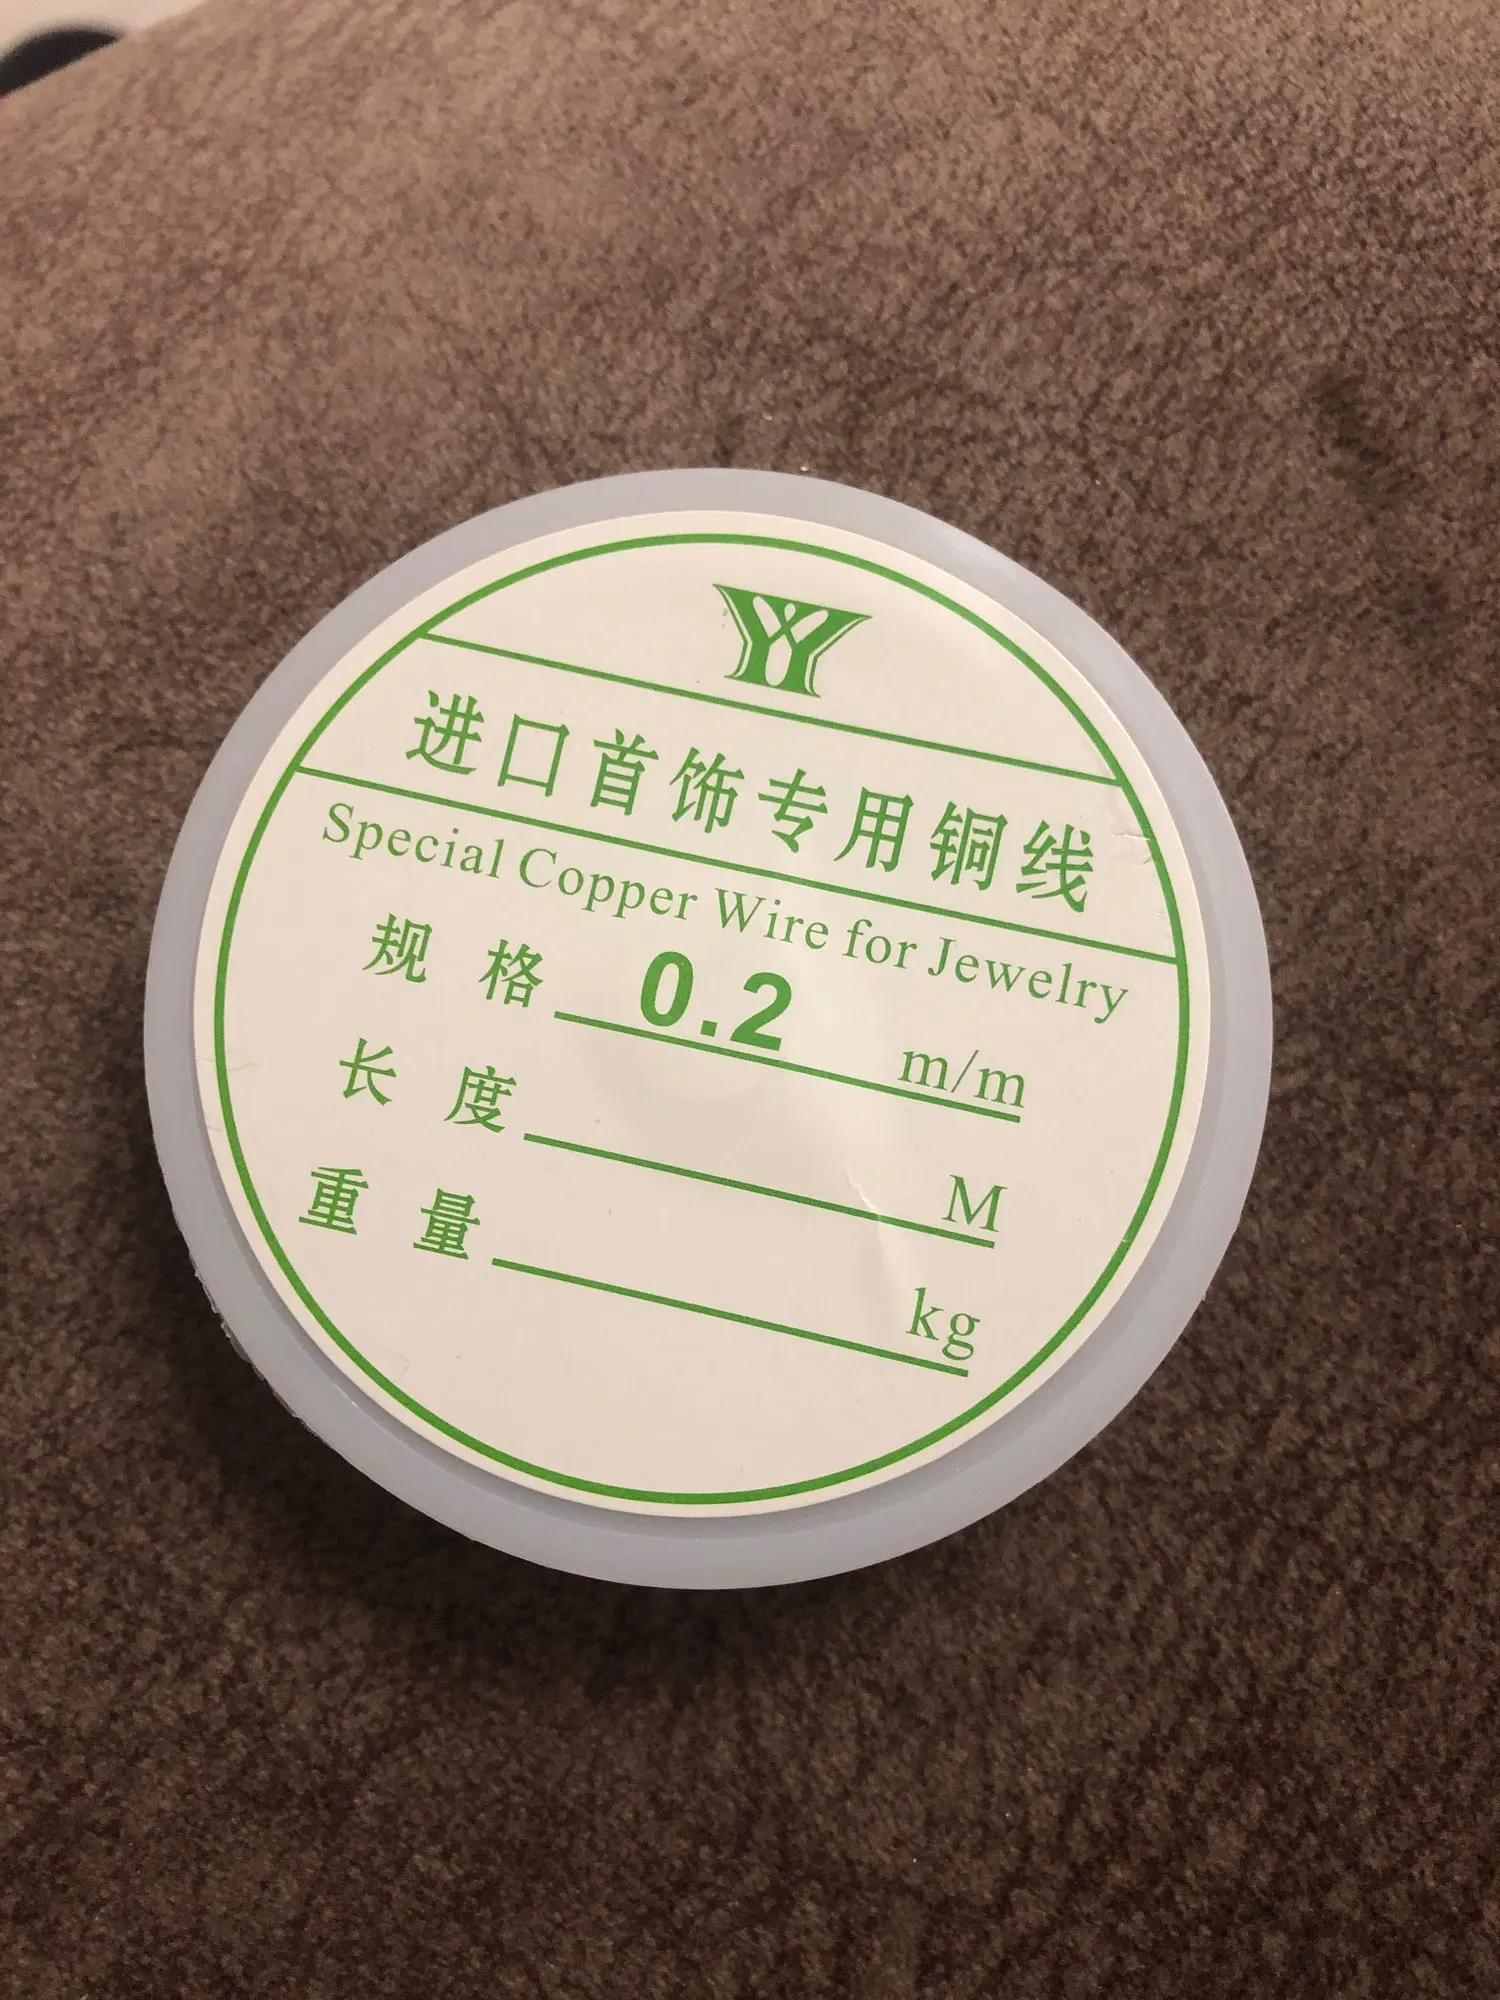 进口首饰专用铜线
Special Copper Wire for Jewelry
规 格 0.2 m/m
长 度 M
重 量 kg